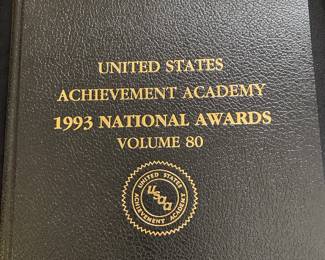 UNITED STATES
ACHIEVEMENT ACADEMY
1993 NATIONAL AWARDS
VOLUME 80
UNITED STATES
USAA
ACHIEVEMENT ACADEMY